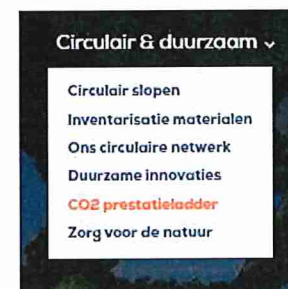 Circulair & duurzaam
Circulair slopen
Inventarisatie materialen
Ons circulaire netwerk
Duurzame innovaties
CO2 prestatieladder
Zorg voor de natuur